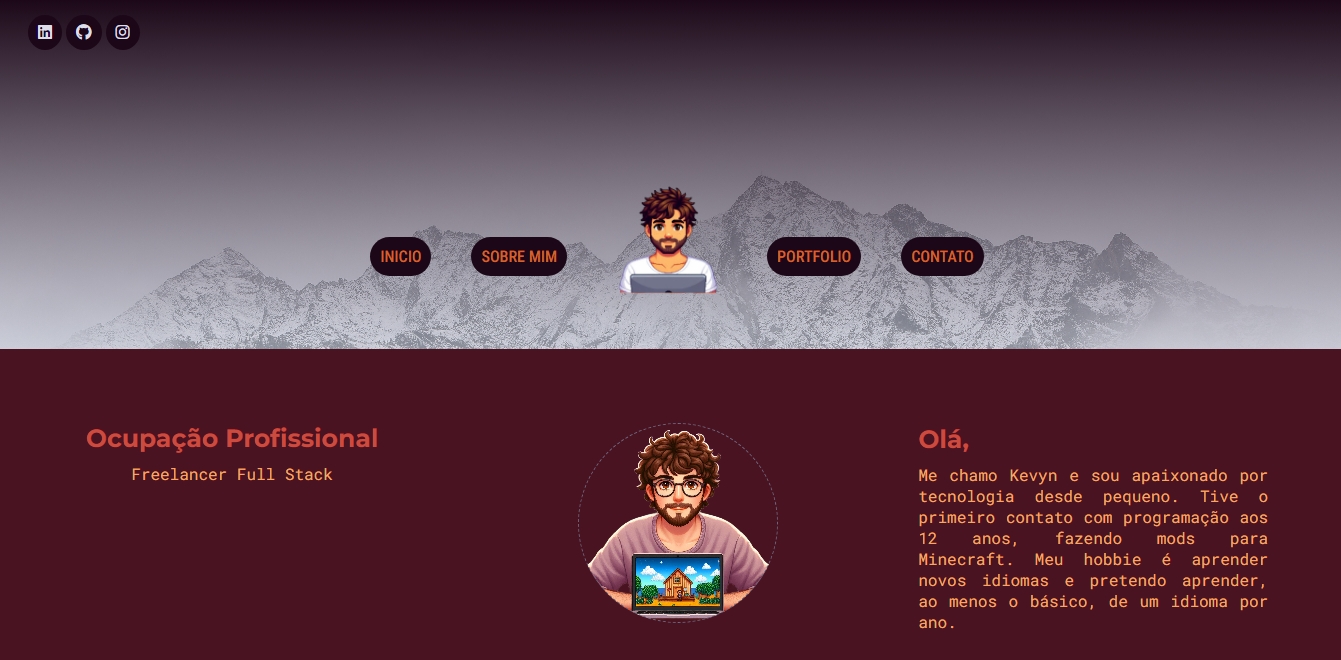 INICIO
SOBRE MIM
PORTFOLIO
CONTATO
Ocupação Profissional
Freelancer Full Stack
Olá,
Me chamo Kevyn e sou apaixonado por
tecnologia desde pequeno. Tive o
primeiro contato com programação aos
12 anos, fazendo mods para
Minecraft. Meu hobbie é aprender
novos idiomas e pretendo aprender,
ao menos o básico, de um idioma por
ano.